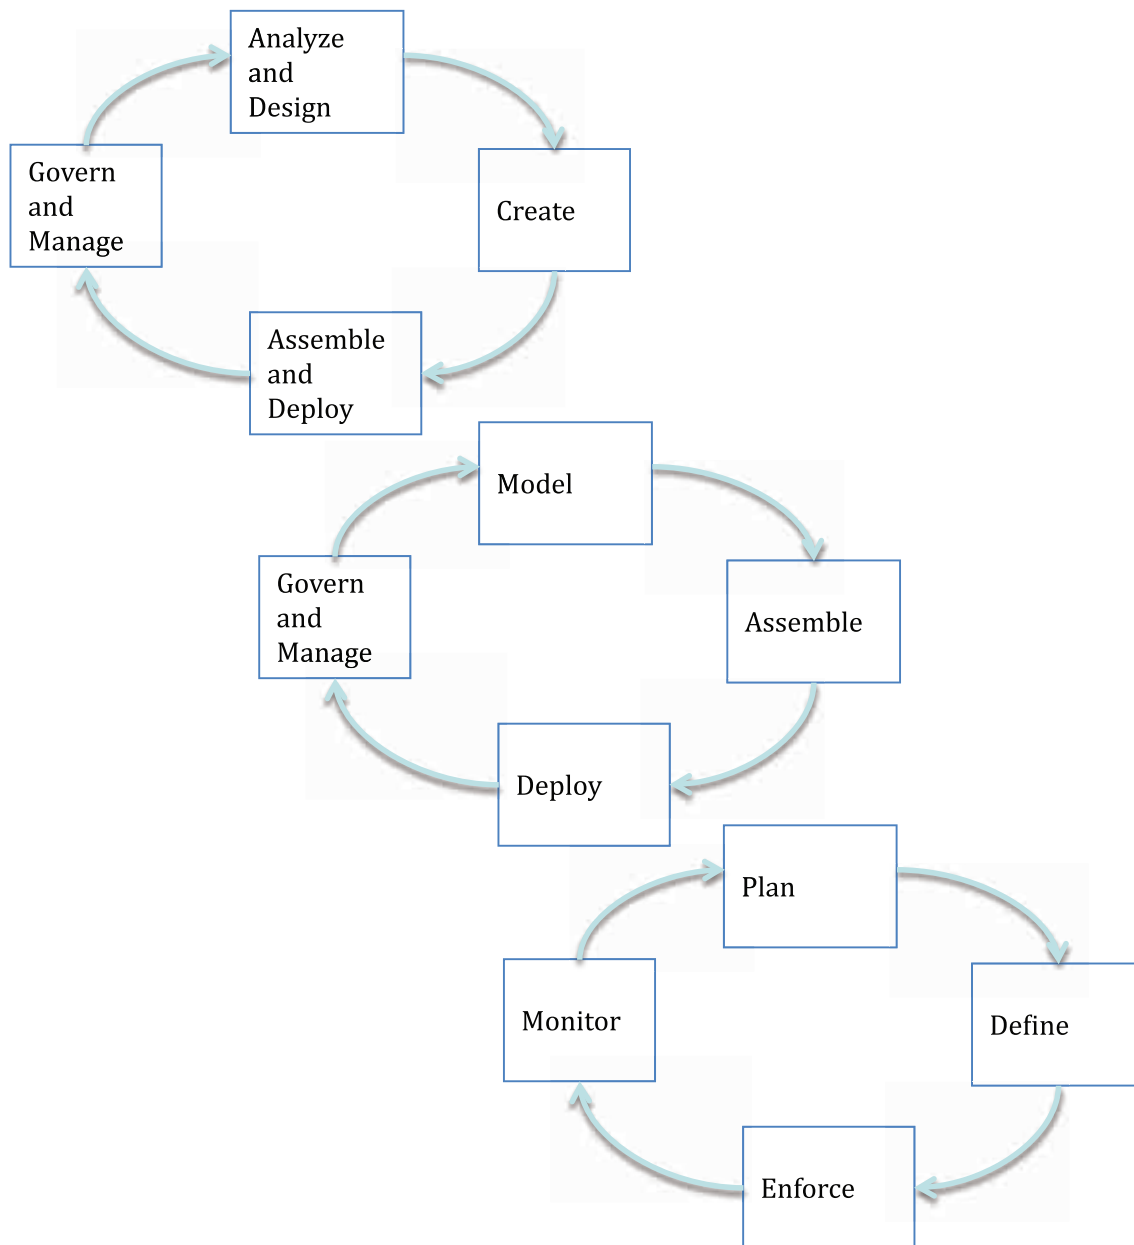 Analyze
and
Design
Govern
and
Manage
Create
Assemble
and
Deploy
Model
Govern
and
Manage
Assemble
Deploy
Plan
Monitor
Define
Enforce